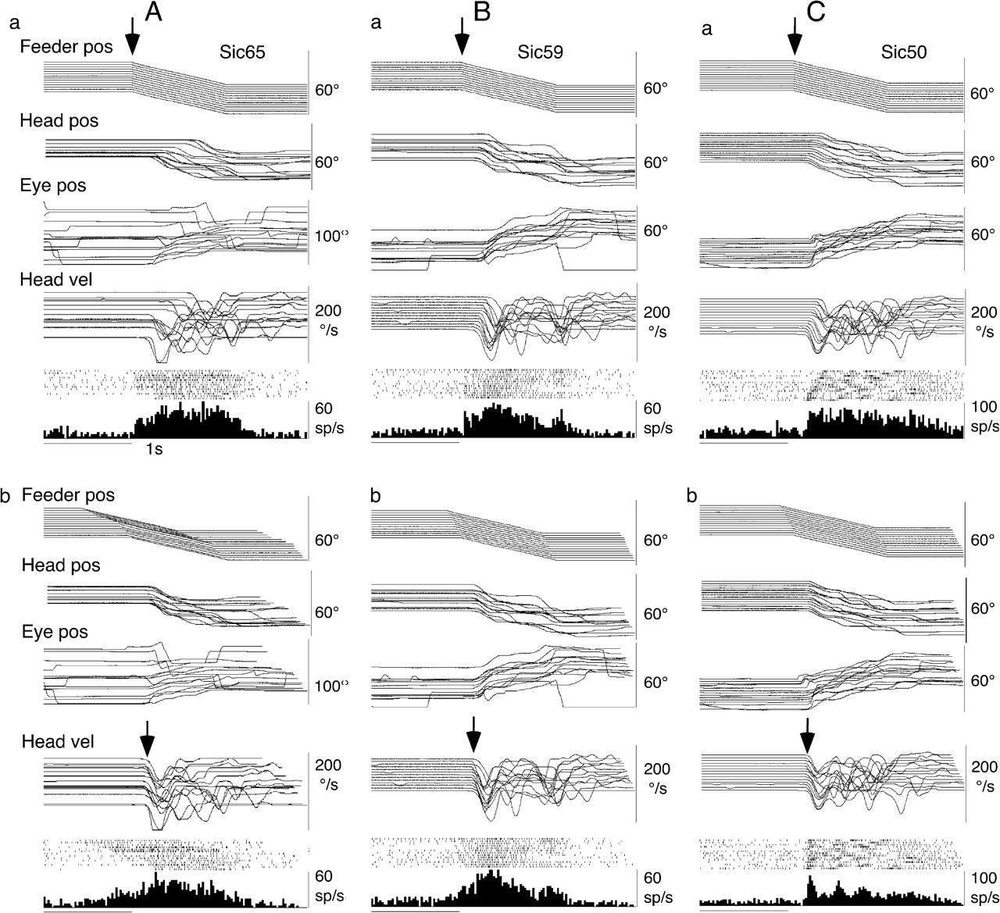 A B C
a a a
Feeder pos Sic65 Sic59 Sic50
60° 60° 60°
Head pos
60° 60° 60°
Eye pos
100° 60° 60°
Head vel
200 °/s 200 °/s 200 °/s
60 sp/s 60 sp/s 100 sp/s
1s
b b b
Feeder pos
60° 60° 60°
Head pos
60° 60° 60°
Eye pos
100° 60° 60°
Head vel
200 °/s 200 °/s 200 °/s
60 sp/s 60 sp/s 100 sp/s